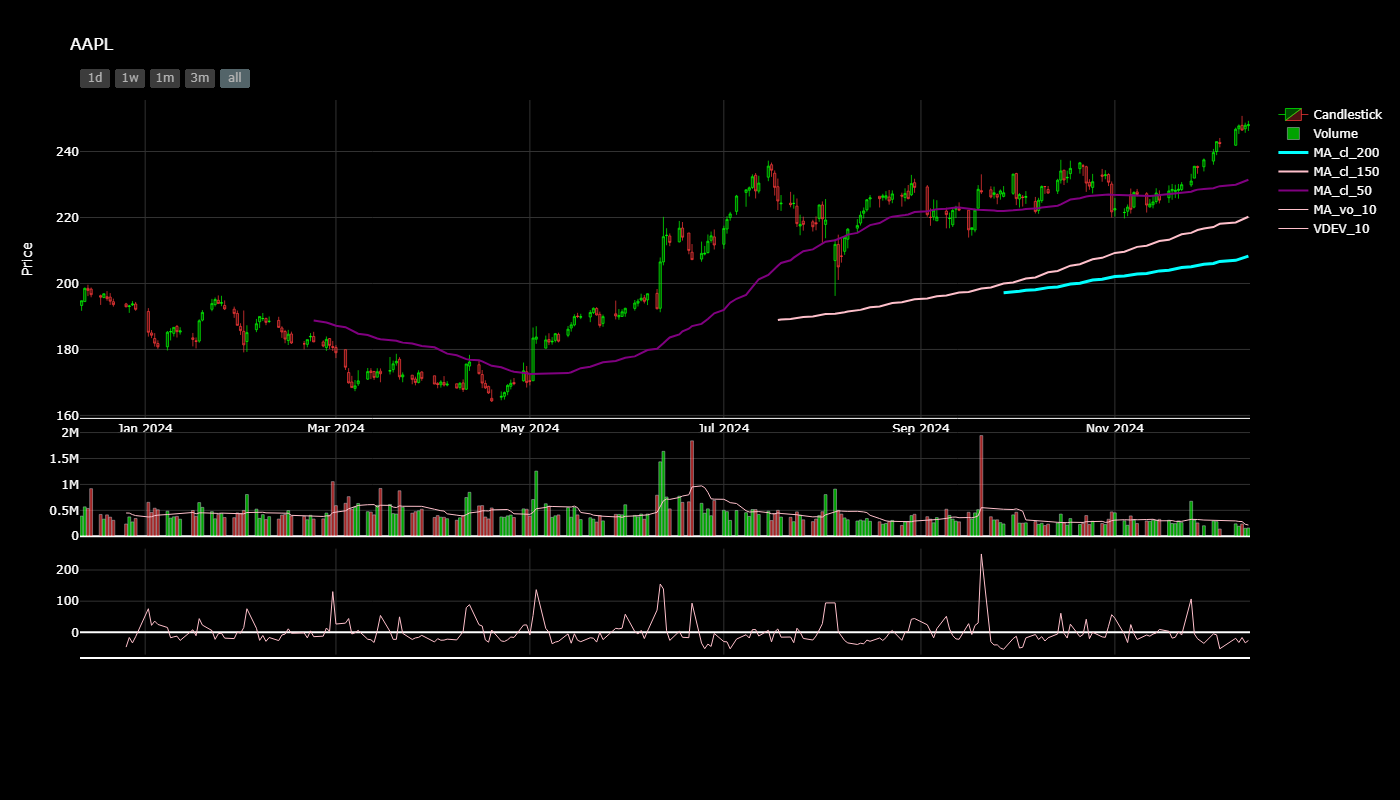 AAPL
1d 1w 1m 3m all
Candlestick
Volume
MA_cl_200
MA_cl_150
MA_cl_50
MA_vo_10
VDEV_10
Price
240
220
200
180
160
Jan 2024 Mar 2024 May 2024 Jul 2024 Sep 2024 Nov 2024
2M
1.5M
1M
0.5M
0
200
100
0